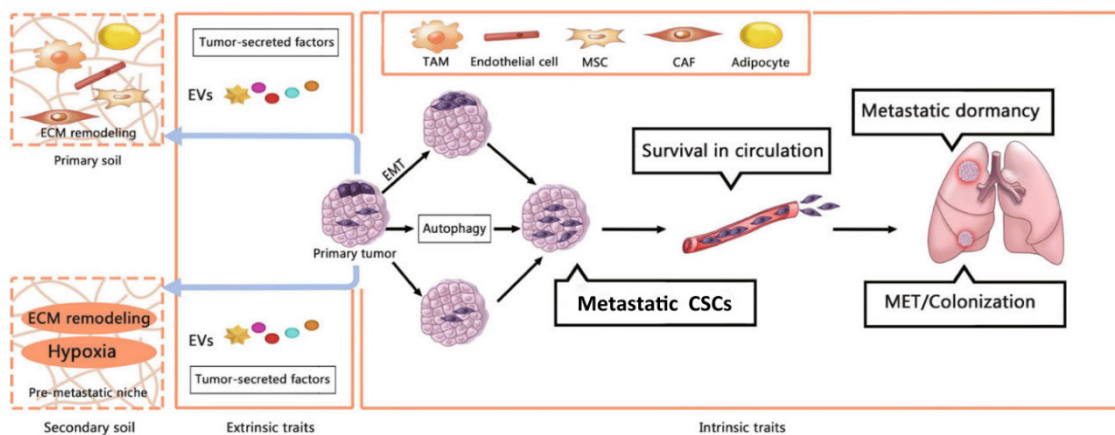 Tumor-secreted factors
EVs
ECM remodeling
Primary soil
TAM
Endothelial cell
MSC
CAF
Adipocyte
EMT
Autophagy
Primary tumor
Survival in circulation
Metastatic dormancy
Metastatic CSCs
MET/Colonization
ECM remodeling
Hypoxia
Pre-metastatic niche
EVs
Tumor-secreted factors
Secondary soil
Extrinsic traits
Intrinsic traits